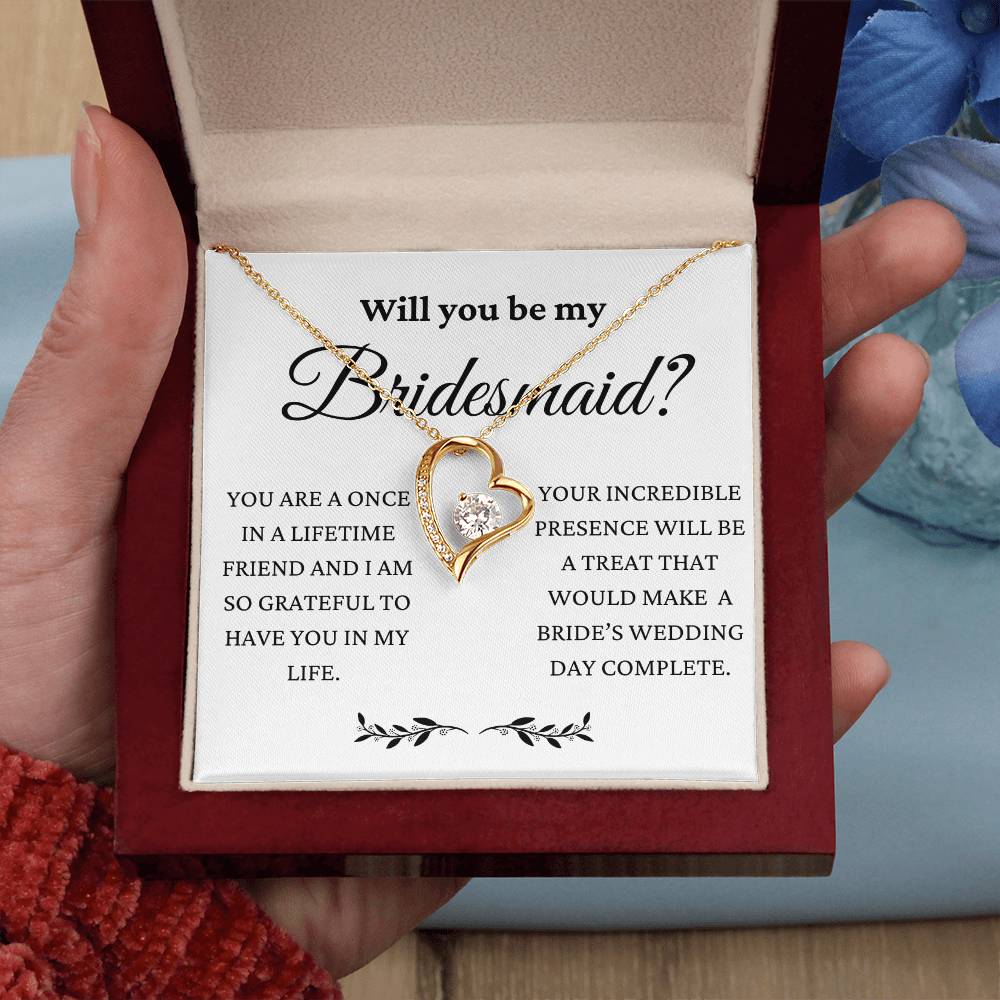 Will you be my
Bridesmaid?
YOU ARE A ONCE
IN A LIFETIME
FRIEND AND I AM
SO GRATEFUL TO
HAVE YOU IN MY
LIFE.
YOUR INCREDIBLE
PRESENCE WILL BE
A TREAT THAT
WOULD MAKE A
BRIDE’S WEDDING
DAY COMPLETE.